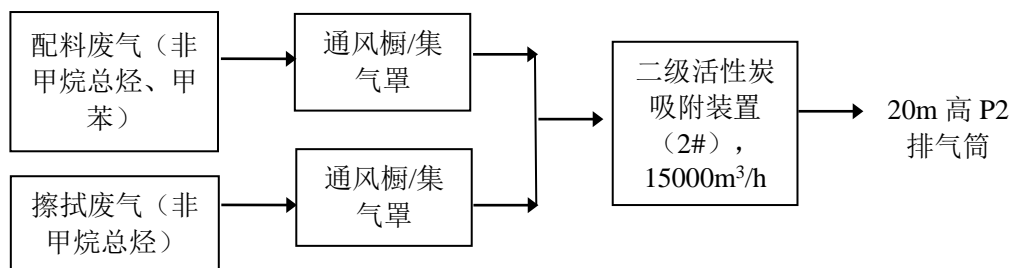 配料废气（非
甲烷总烃、甲
苯）
通风橱/集
气罩
二级活性炭
吸附装置
（2#），
15000m³/h
20m 高 P2
排气筒
擦拭废气（非
甲烷总烃）
通风橱/集
气罩